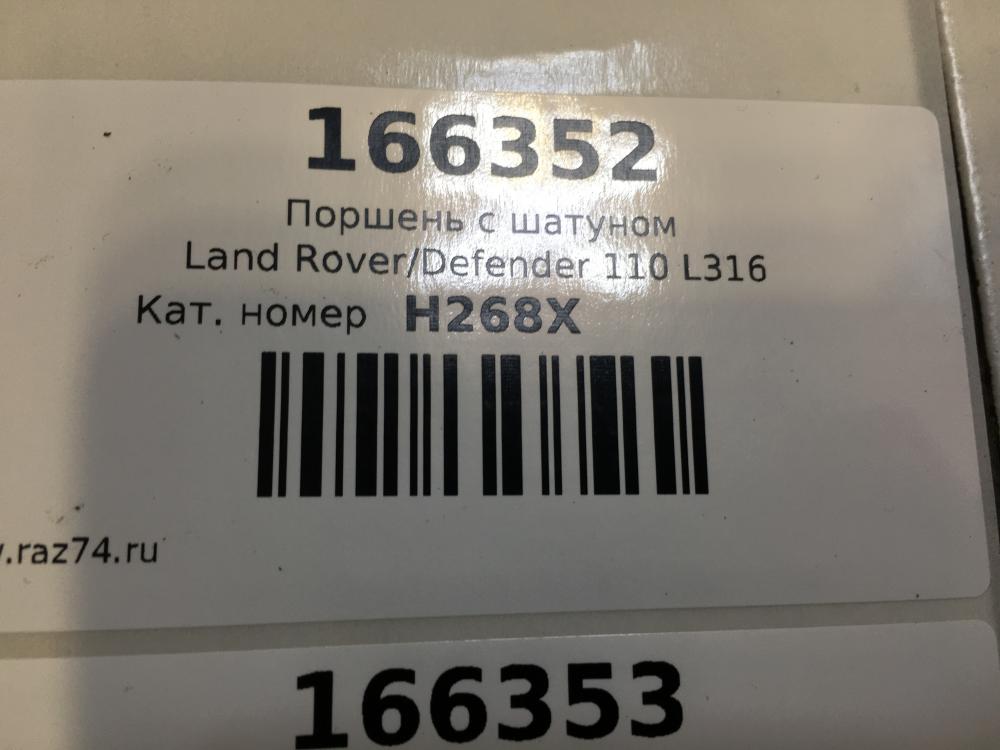 166352
Поршень с шатуном
Land Rover/Defender 110 L316
Кат. номер H268X
.raz74.ru
166353